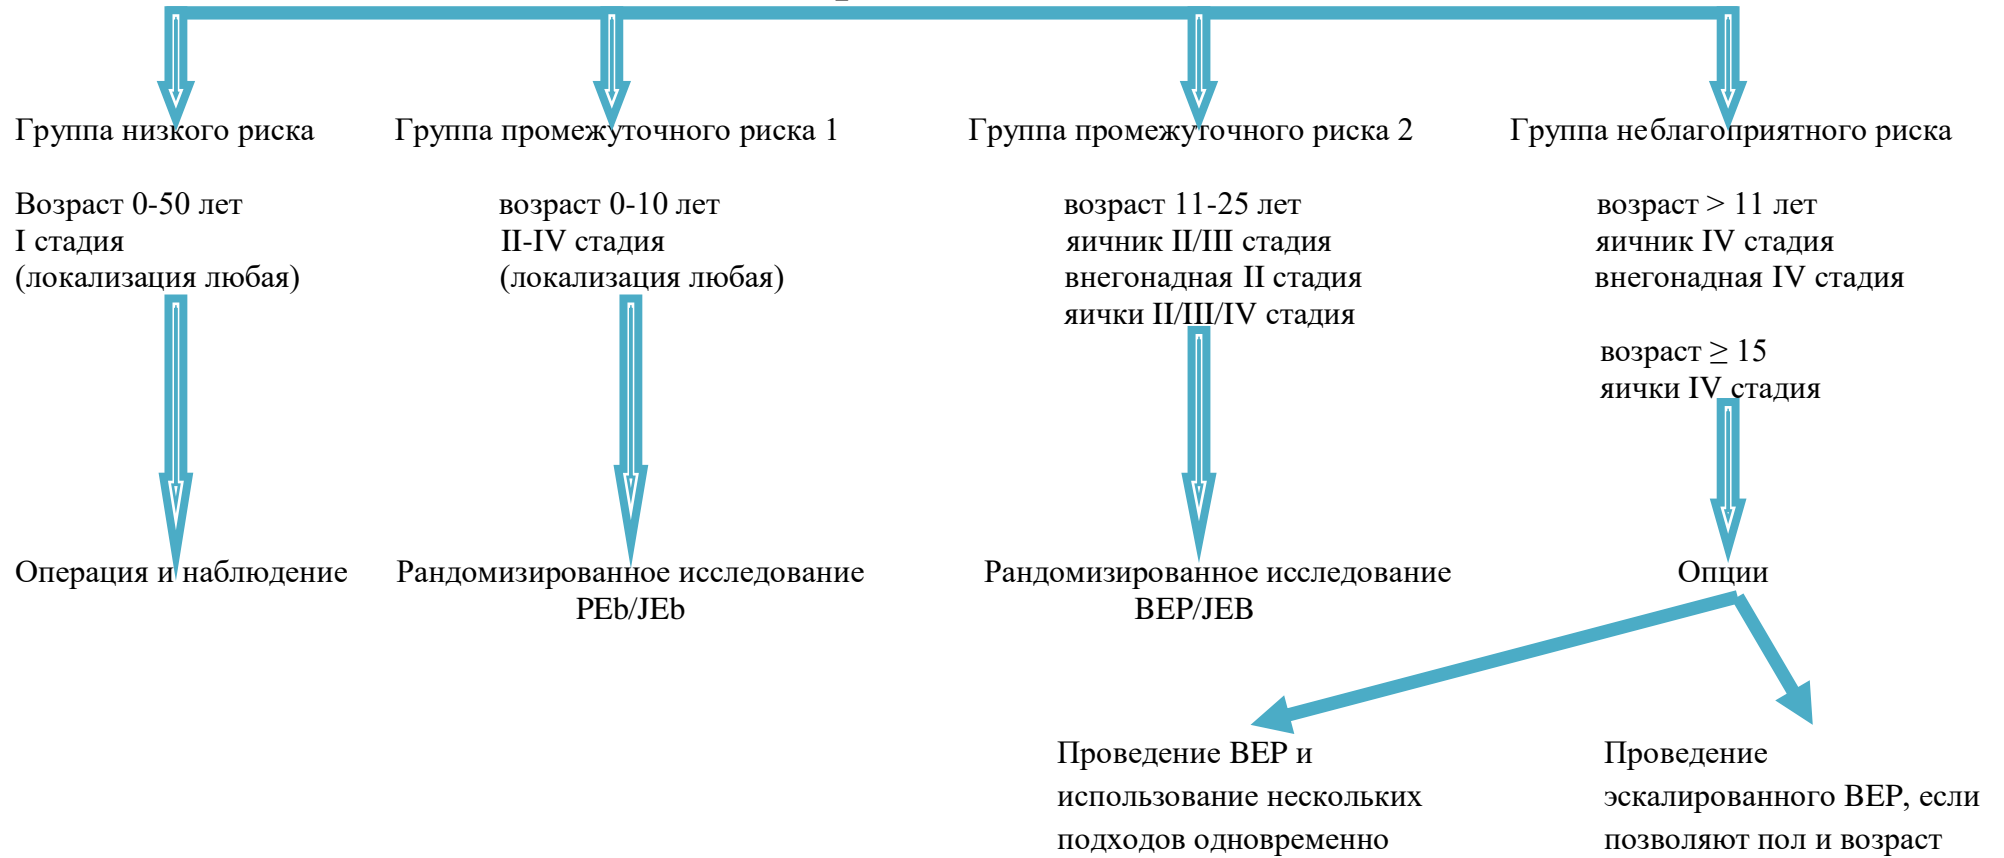 Группа низкого риска
Возраст 0-50 лет
I стадия
(локализация любая)
Операция и наблюдение
Группа промежуточного риска 1
возраст 0-10 лет
II-IV стадия
(локализация любая)
Рандомизированное исследование
PEb/JEb
Группа промежуточного риска 2
возраст 11-25 лет
яичник II/III стадия
внегонадная II стадия
яички II/III/IV стадия
Рандомизированное исследование
BEP/JEB
Группа неблагоприятного риска
возраст > 11 лет
яичник IV стадия
внегонадная IV стадия
возраст ≥ 15
яички IV стадия
Опции
Проведение BEP и
использование нескольких
подходов одновременно
Проведение
эскалированного BEP, если
позволяют пол и возраст